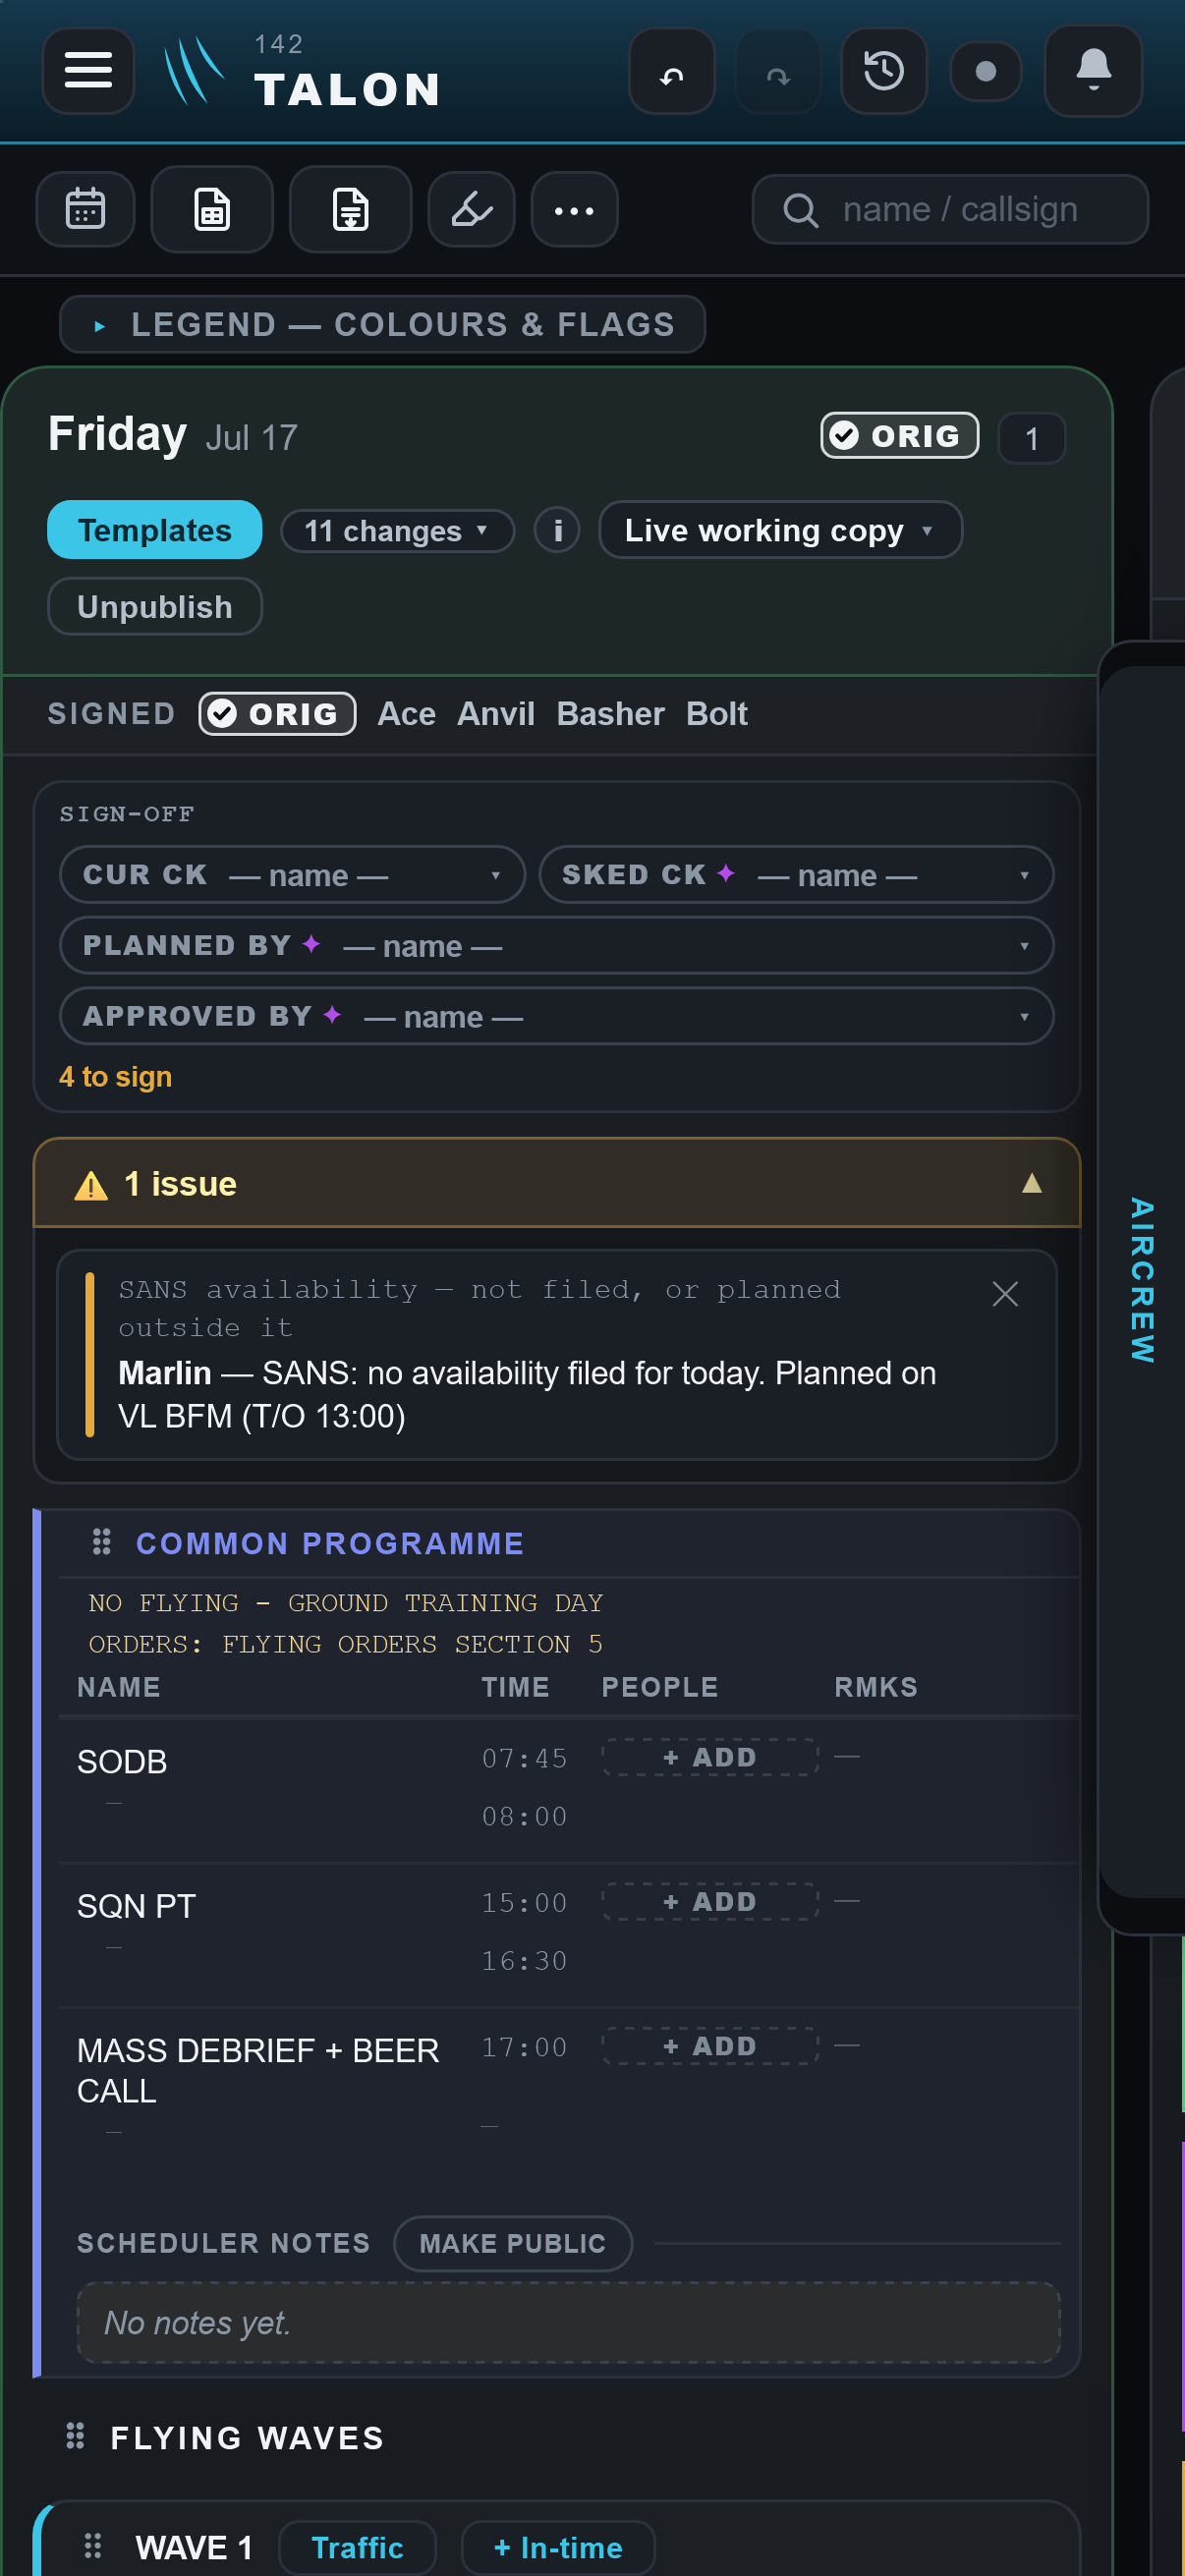 142
TALON
name / callsign
▸ LEGEND — COLOURS & FLAGS
Friday Jul 17 ORIG 1
Templates 11 changes ▾ i Live working copy ▾
Unpublish
SIGNED ORIG Ace Anvil Basher Bolt
SIGN-OFF
CUR CK — name — ▾ SKED CK ✦ — name — ▾
PLANNED BY ✦ — name — ▾
APPROVED BY ✦ — name — ▾
4 to sign
⚠️ 1 issue ▲
SANS availability — not filed, or planned
outside it
Marlin — SANS: no availability filed for today. Planned on
VL BFM (T/O 13:00)
AIRCREW
COMMON PROGRAMME
NO FLYING - GROUND TRAINING DAY
ORDERS: FLYING ORDERS SECTION 5
NAME TIME PEOPLE RMKS
SODB 07:45 + ADD —
— 08:00
SQN PT 15:00 + ADD —
— 16:30
MASS DEBRIEF + BEER 17:00 + ADD —
CALL
— —
SCHEDULER NOTES MAKE PUBLIC
No notes yet.
FLYING WAVES
WAVE 1 Traffic + In-time